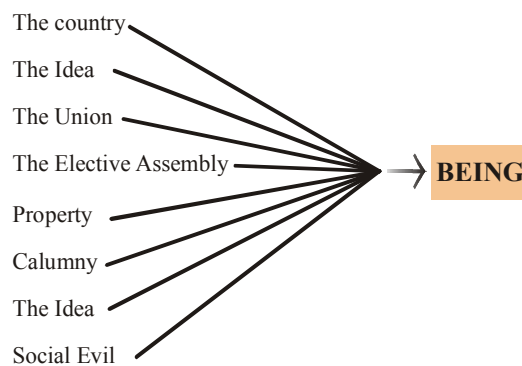 The country
The Idea
The Union
The Elective Assembly
BEING
Property
Calumny
The Idea
Social Evil